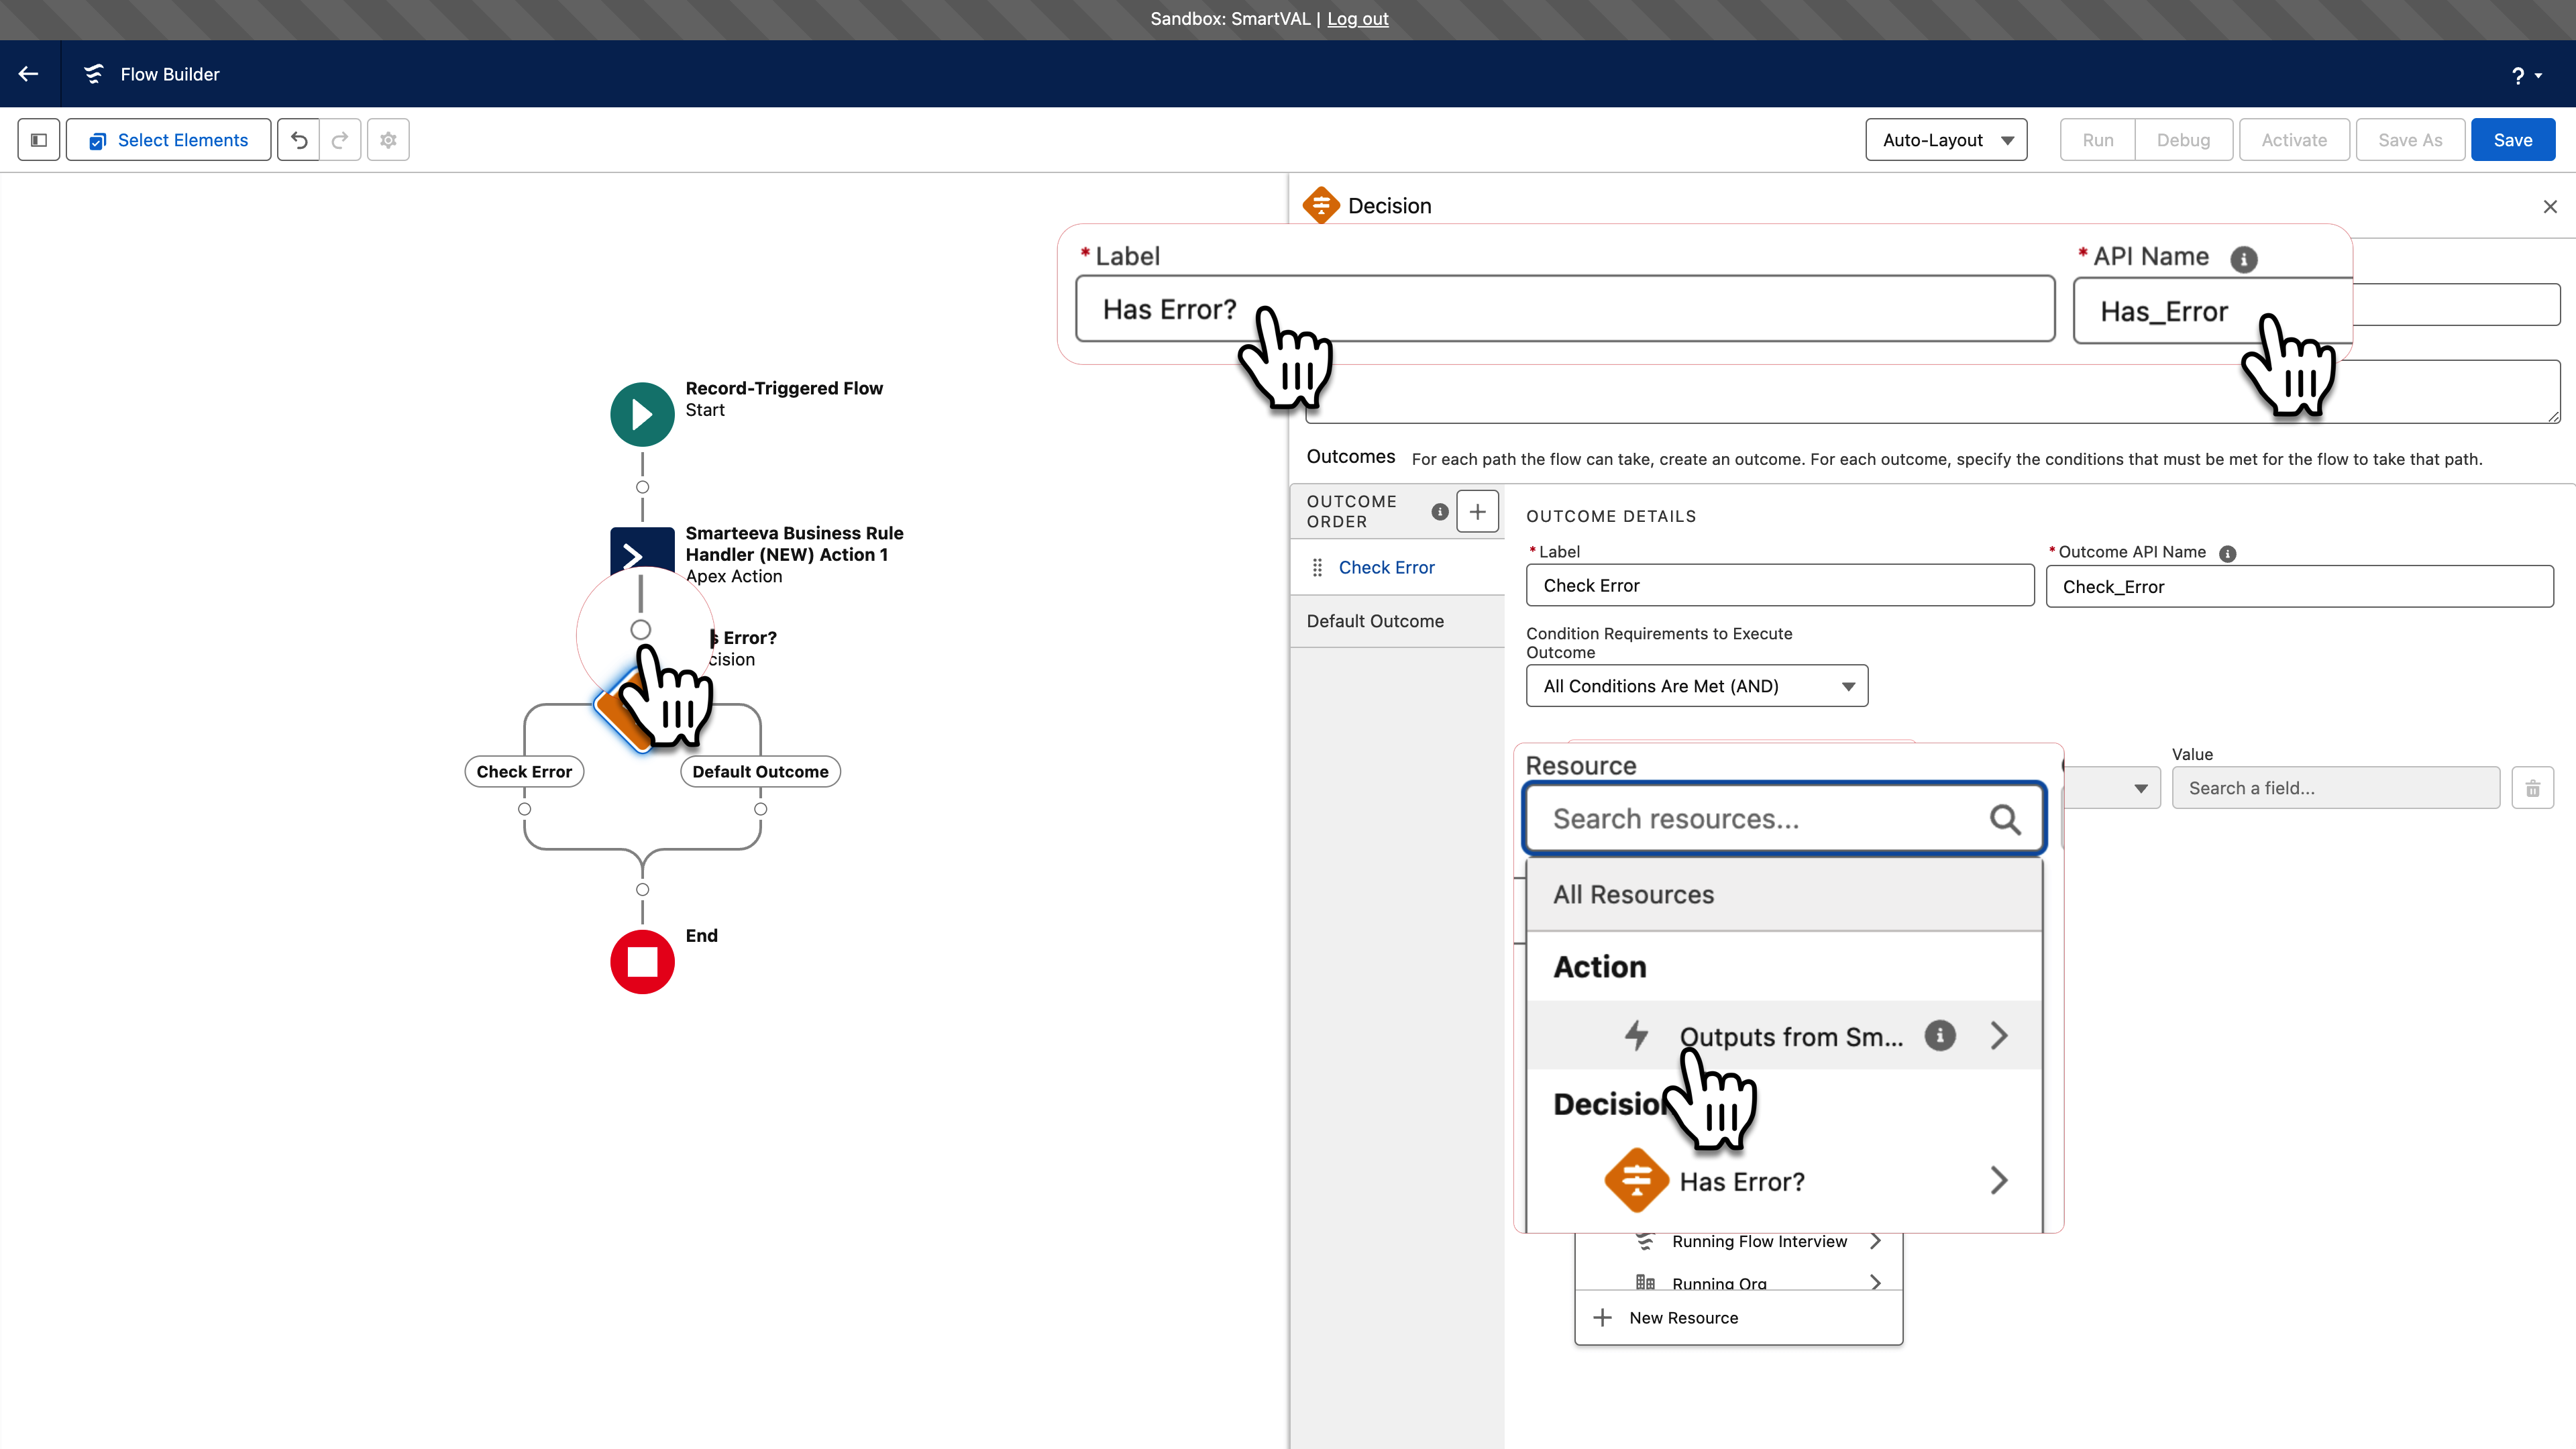 Sandbox: SmartVAL | Log out
Flow Builder
?
Select Elements
Auto-Layout
Run
Debug
Activate
Save As
Save
Decision
* Label
* API Name
Has Error?
Has_Error
Record-Triggered Flow
Start
Smarteeva Business Rule
Handler (NEW) Action 1
Apex Action
s Error?
cision
Check Error
Default Outcome
End
Outcomes
For each path the flow can take, create an outcome. For each outcome, specify the conditions that must be met for the flow to take that path.
OUTCOME
ORDER
Check Error
Default Outcome
OUTCOME DETAILS
* Label
* Outcome API Name
Check Error
Check_Error
Condition Requirements to Execute
Outcome
All Conditions Are Met (AND)
Resource
Value
Search resources...
Search a field...
All Resources
Action
Outputs from Sm...
Decision
Has Error?
Running Flow Interview
Running Org
New Resource